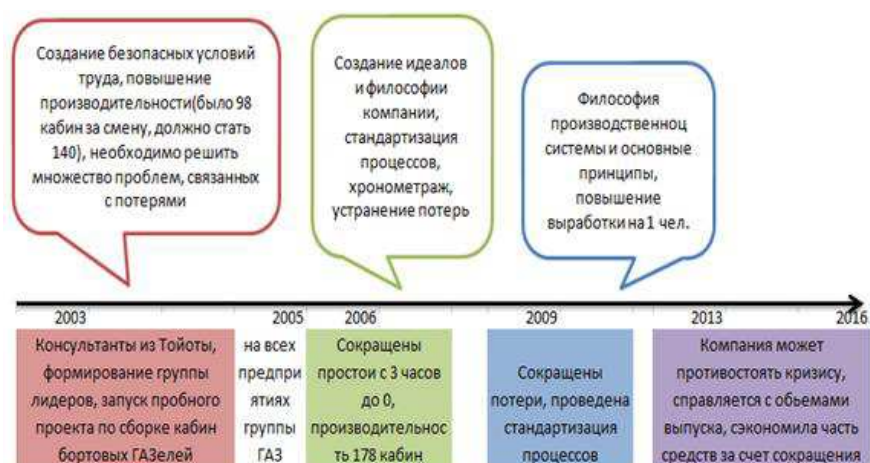 Создание безопасных условий
труда, повышение
производительности(было 98
кабин за смену, должно стать
140), необходимо решить
множество проблем, связанных
с потерями
Создание идеалов
и философии
компании,
стандартизация
процессов,
хронометраж,
устранение потерь
Философия
производственноц
системы и основные
принципы,
повышение
выработки на 1 чел.
2003
2005
2006
2009
2013
2016
Консультанты из Тойоты,
формирование группы
лидеров, запуск пробного
проекта по сборке кабин
бортовых ГАЗелей
на всех
предпри
ятиях
группы
ГАЗ
Сокращены
простои с 3 часов
до 0,
производительнос
ть 178 кабин
Сокращены
потери, проведена
стандартизация
процессов
Компания может
противостоять кризису,
справляется с обьемами
выпуска, сэкономила часть
средств за счет сокращения